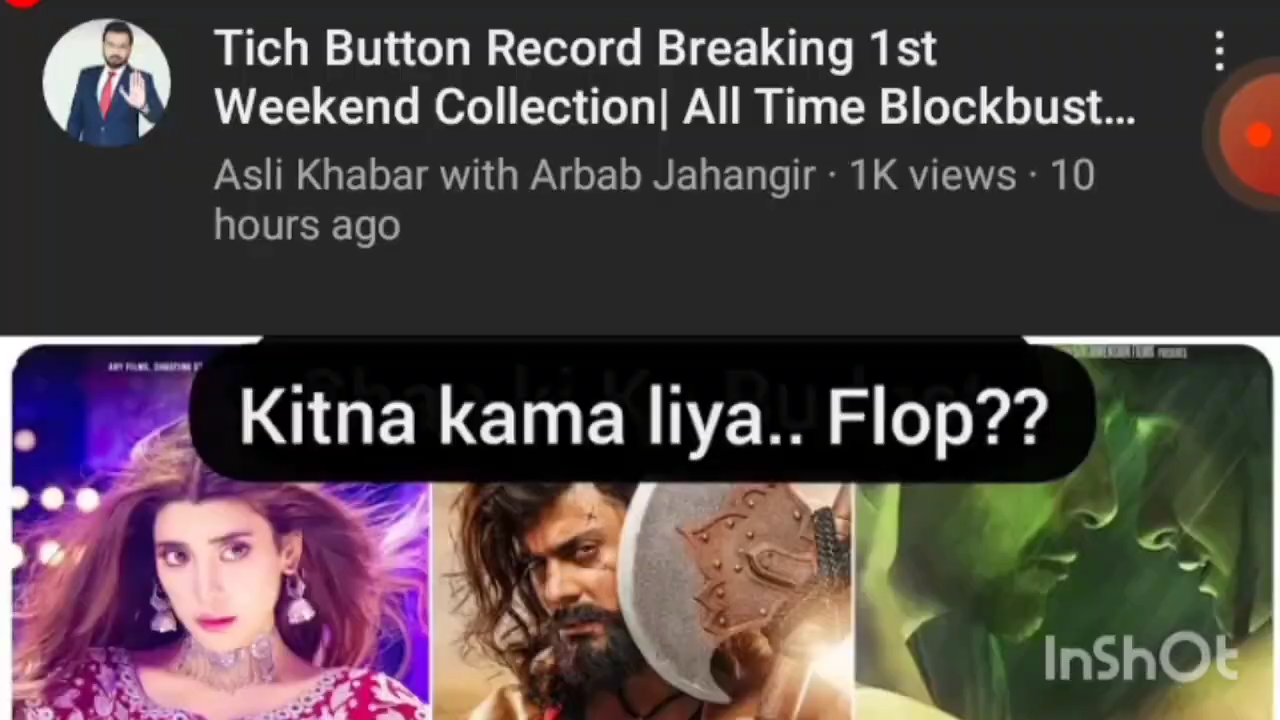 Tich Button Record Breaking 1st
Weekend Collection| All Time Blockbust...
Asli Khabar with Arbab Jahangir · 1K views · 10
hours ago
Kitna kama liya.. Flop??
InShOt